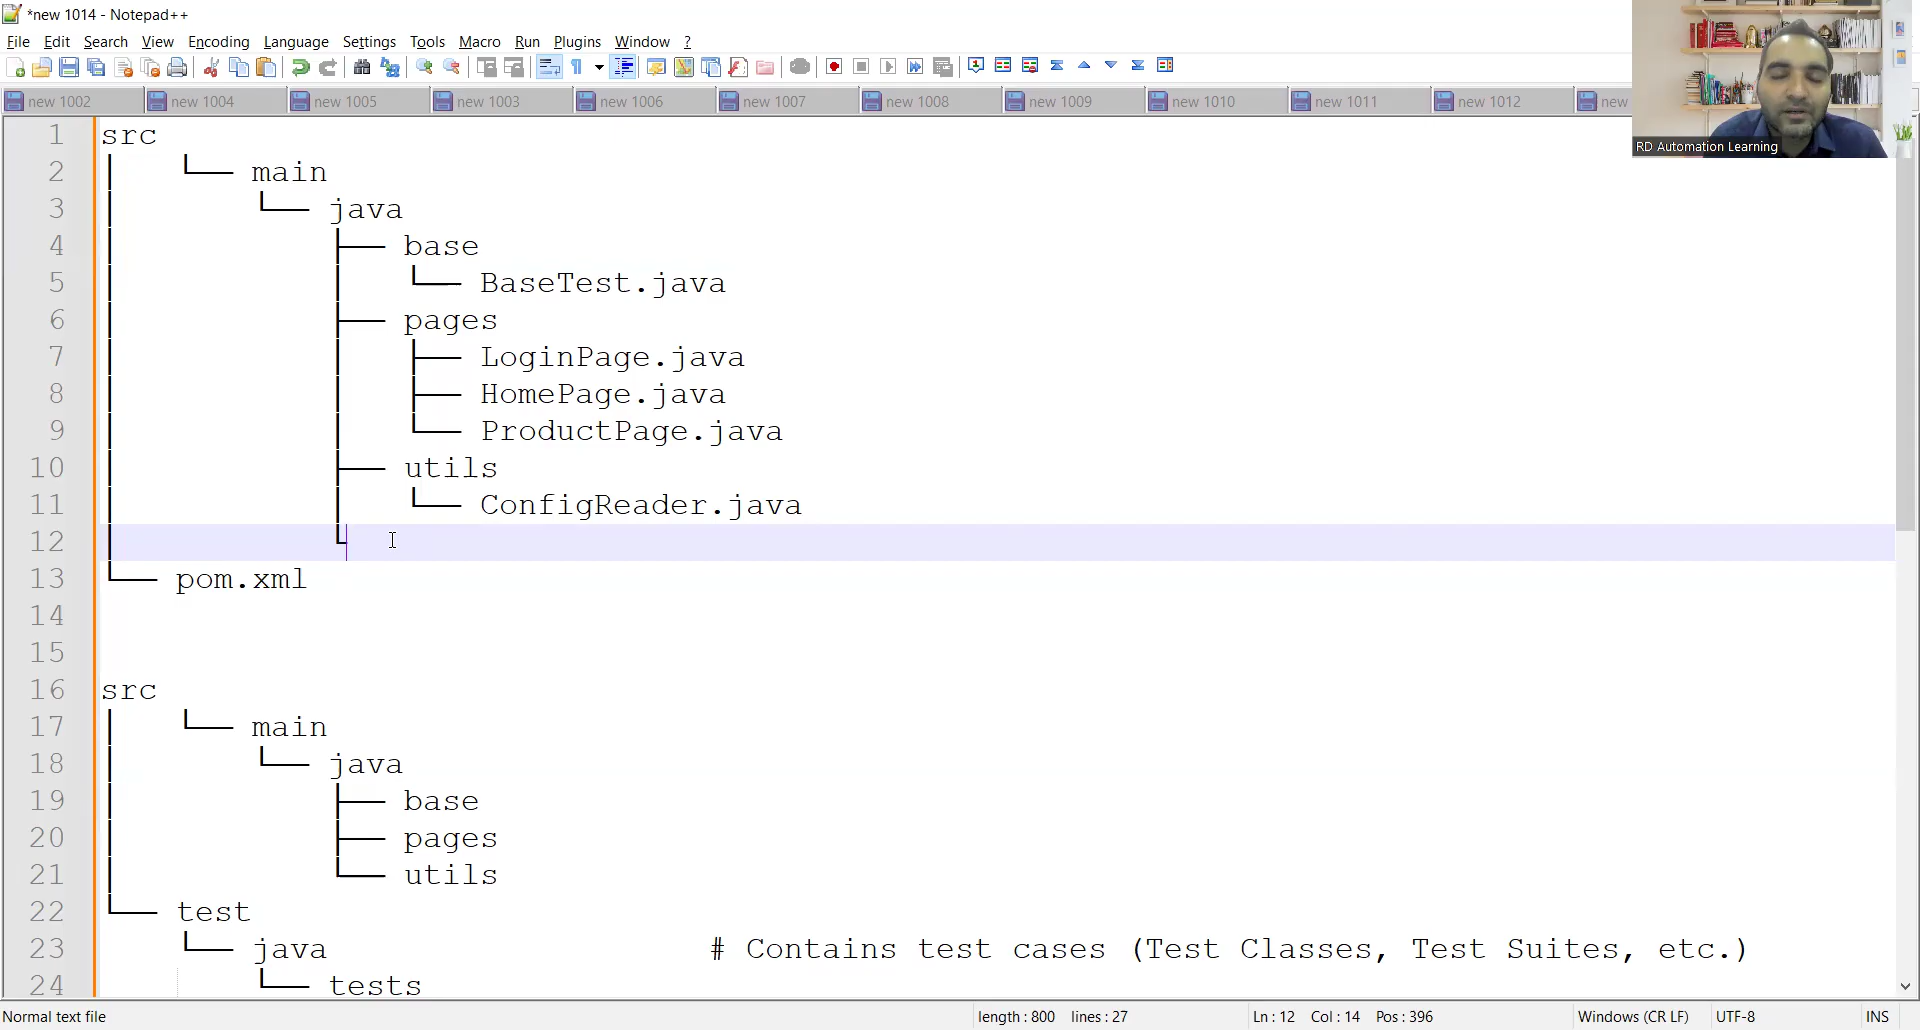 *new 1014 - Notepad++
File Edit Search View Encoding Language Settings Tools Macro Run Plugins Window ?
new 1002 new 1004 new 1005 new 1003 new 1006 new 1007 new 1008 new 1009 new 1010 new 1011 new 1012 new
RD Automation Learning
1 src
2 │   └── main
3 │       └── java
4 │           ├── base
5 │           │   └── BaseTest.java
6 │           ├── pages
7 │           │   ├── LoginPage.java
8 │           │   ├── HomePage.java
9 │           │   └── ProductPage.java
10 │           ├── utils
11 │           │   └── ConfigReader.java
12 │           └
13 └── pom.xml
14
15
16 src
17 │   └── main
18 │       └── java
19 │           ├── base
20 │           ├── pages
21 │           └── utils
22 └── test
23     └── java                    # Contains test cases (Test Classes, Test Suites, etc.)
24         └── tests
Normal text file length : 800 lines : 27 Ln : 12 Col : 14 Pos : 396 Windows (CR LF) UTF-8 INS